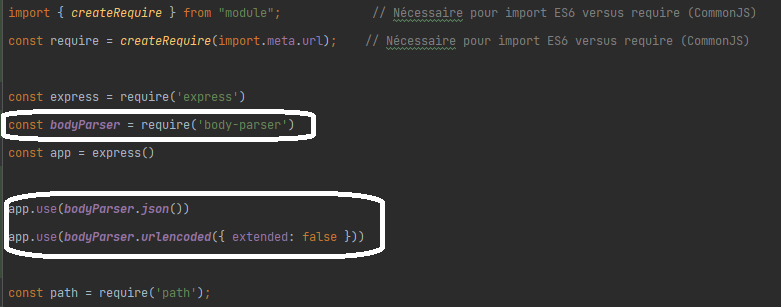 import { createRequire } from "module";            // Nécessaire pour import ES6 versus require (CommonJS)
const require = createRequire(import.meta.url);    // Nécessaire pour import ES6 versus require (CommonJS)
const express = require('express')
const bodyParser = require('body-parser')
const app = express()
app.use(bodyParser.json())
app.use(bodyParser.urlencoded({ extended: false }))
const path = require('path');